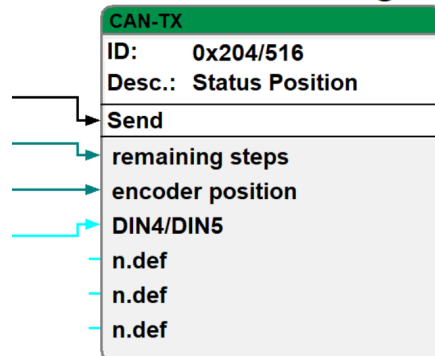 CAN-TX
ID: 0x204/516
Desc.: Status Position
Send
remaining steps
encoder position
DIN4/DIN5
n.def
n.def
n.def